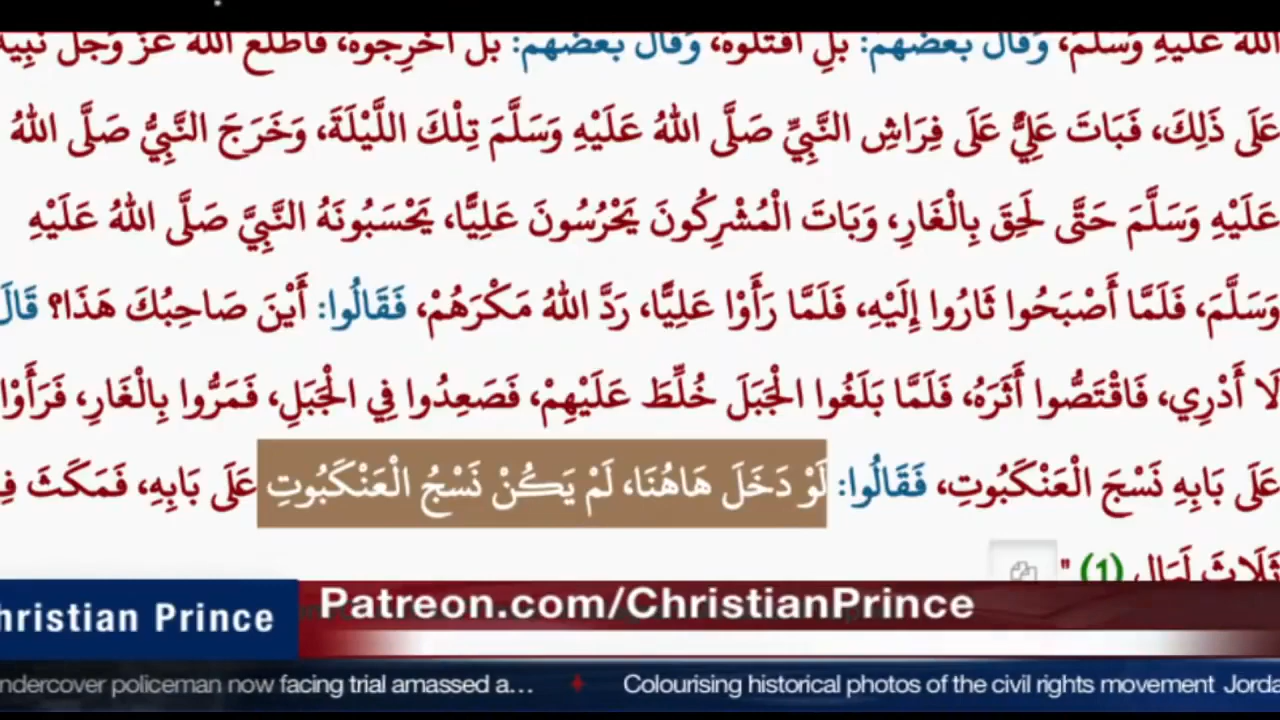 اللهُ عَلَيْهِ وَسَلَّمَ، وَقَالَ بَعْضُهُمْ: بَلِ اقْتُلُوهُ، وَقَالَ بَعْضُهُمْ: بَلْ أَخْرِجُوهُ، فَأَطْلَعَ اللهُ عَزَّ وَجَلَّ نَبِيَّهُ
عَلَى ذَلِكَ، فَبَاتَ عَلِيٌّ عَلَى فِرَاشِ النَّبِيِّ صَلَّى اللهُ عَلَيْهِ وَسَلَّمَ تِلْكَ اللَّيْلَةَ، وَخَرَجَ النَّبِيُّ صَلَّى اللهُ
عَلَيْهِ وَسَلَّمَ حَتَّى لَحِقَ بِالْغَارِ، وَبَاتَ الْمُشْرِكُونَ يَحْرُسُونَ عَلِيًّا، يَحْسَبُونَهُ النَّبِيَّ صَلَّى اللهُ عَلَيْهِ
وَسَلَّمَ، فَلَمَّا أَصْبَحُوا ثَارُوا إِلَيْهِ، فَلَمَّا رَأَوْا عَلِيًّا، رَدَّ اللهُ مَكْرَهُمْ، فَقَالُوا: أَيْنَ صَاحِبُكَ هَذَا؟ قَالَ
لَا أَدْرِي، فَاقْتَصُّوا أَثَرَهُ، فَلَمَّا بَلَغُوا الْجَبَلَ خُلِّطَ عَلَيْهِمْ، فَصَعِدُوا فِي الْجَبَلِ، فَمَرُّوا بِالْغَارِ، فَرَأَوْا
عَلَى بَابِهِ نَسْجَ الْعَنْكَبُوتِ، فَقَالُوا: لَوْ دَخَلَ هَاهُنَا، لَمْ يَكُنْ نَسْجُ الْعَنْكَبُوتِ عَلَى بَابِهِ، فَمَكَثَ فِ
ثَلَاثَ لَيَالٍ (1) "
hristian Prince
Patreon.com/ChristianPrince
ndercover policeman now facing trial amassed a…
Colourising historical photos of the civil rights movement Jorda